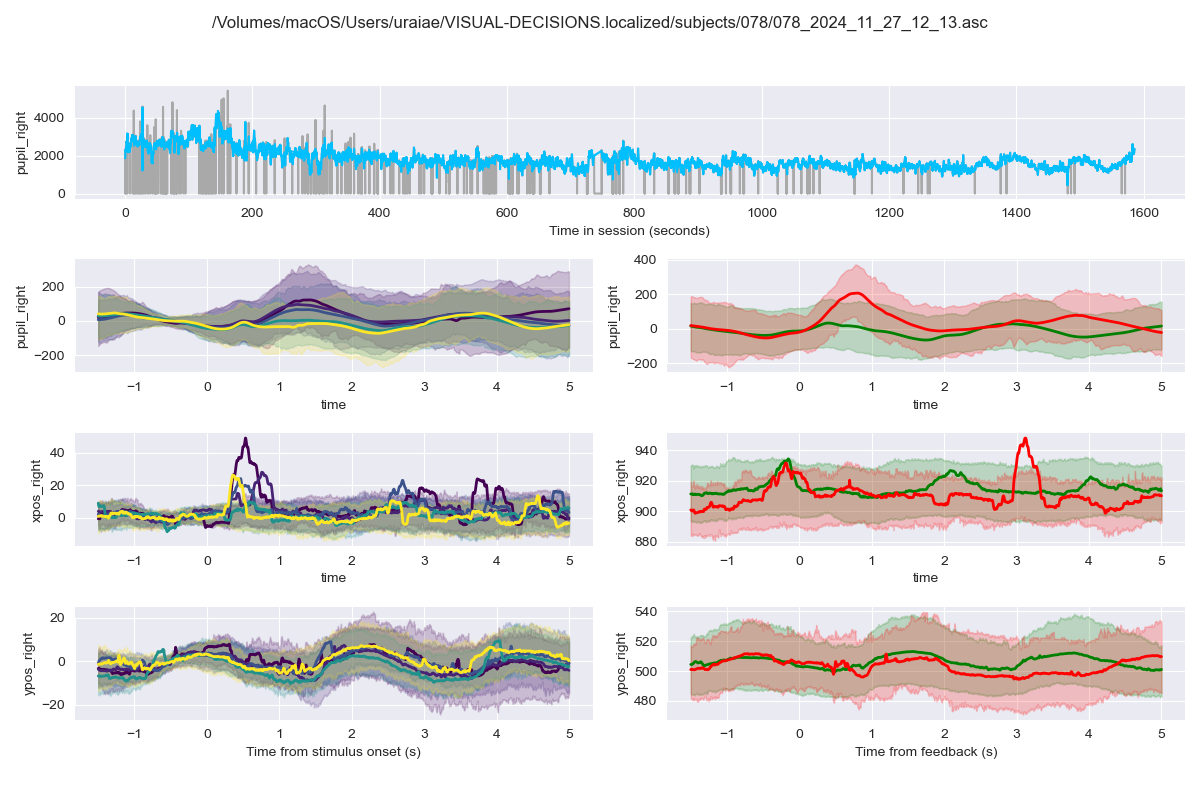 /Volumes/macOS/Users/uraiae/VISUAL-DECISIONS.localized/subjects/078/078_2024_11_27_12_13.asc
pupil_right
4000
2000
0
0 200 400 600 800 1000 1200 1400 1600
Time in session (seconds)
pupil_right
200
0
−200
−1 0 1 2 3 4 5
time
pupil_right
400
200
0
−200
−1 0 1 2 3 4 5
time
xpos_right
40
20
0
−1 0 1 2 3 4 5
time
xpos_right
940
920
900
880
−1 0 1 2 3 4 5
time
ypos_right
20
0
−20
−1 0 1 2 3 4 5
Time from stimulus onset (s)
ypos_right
540
520
500
480
−1 0 1 2 3 4 5
Time from feedback (s)